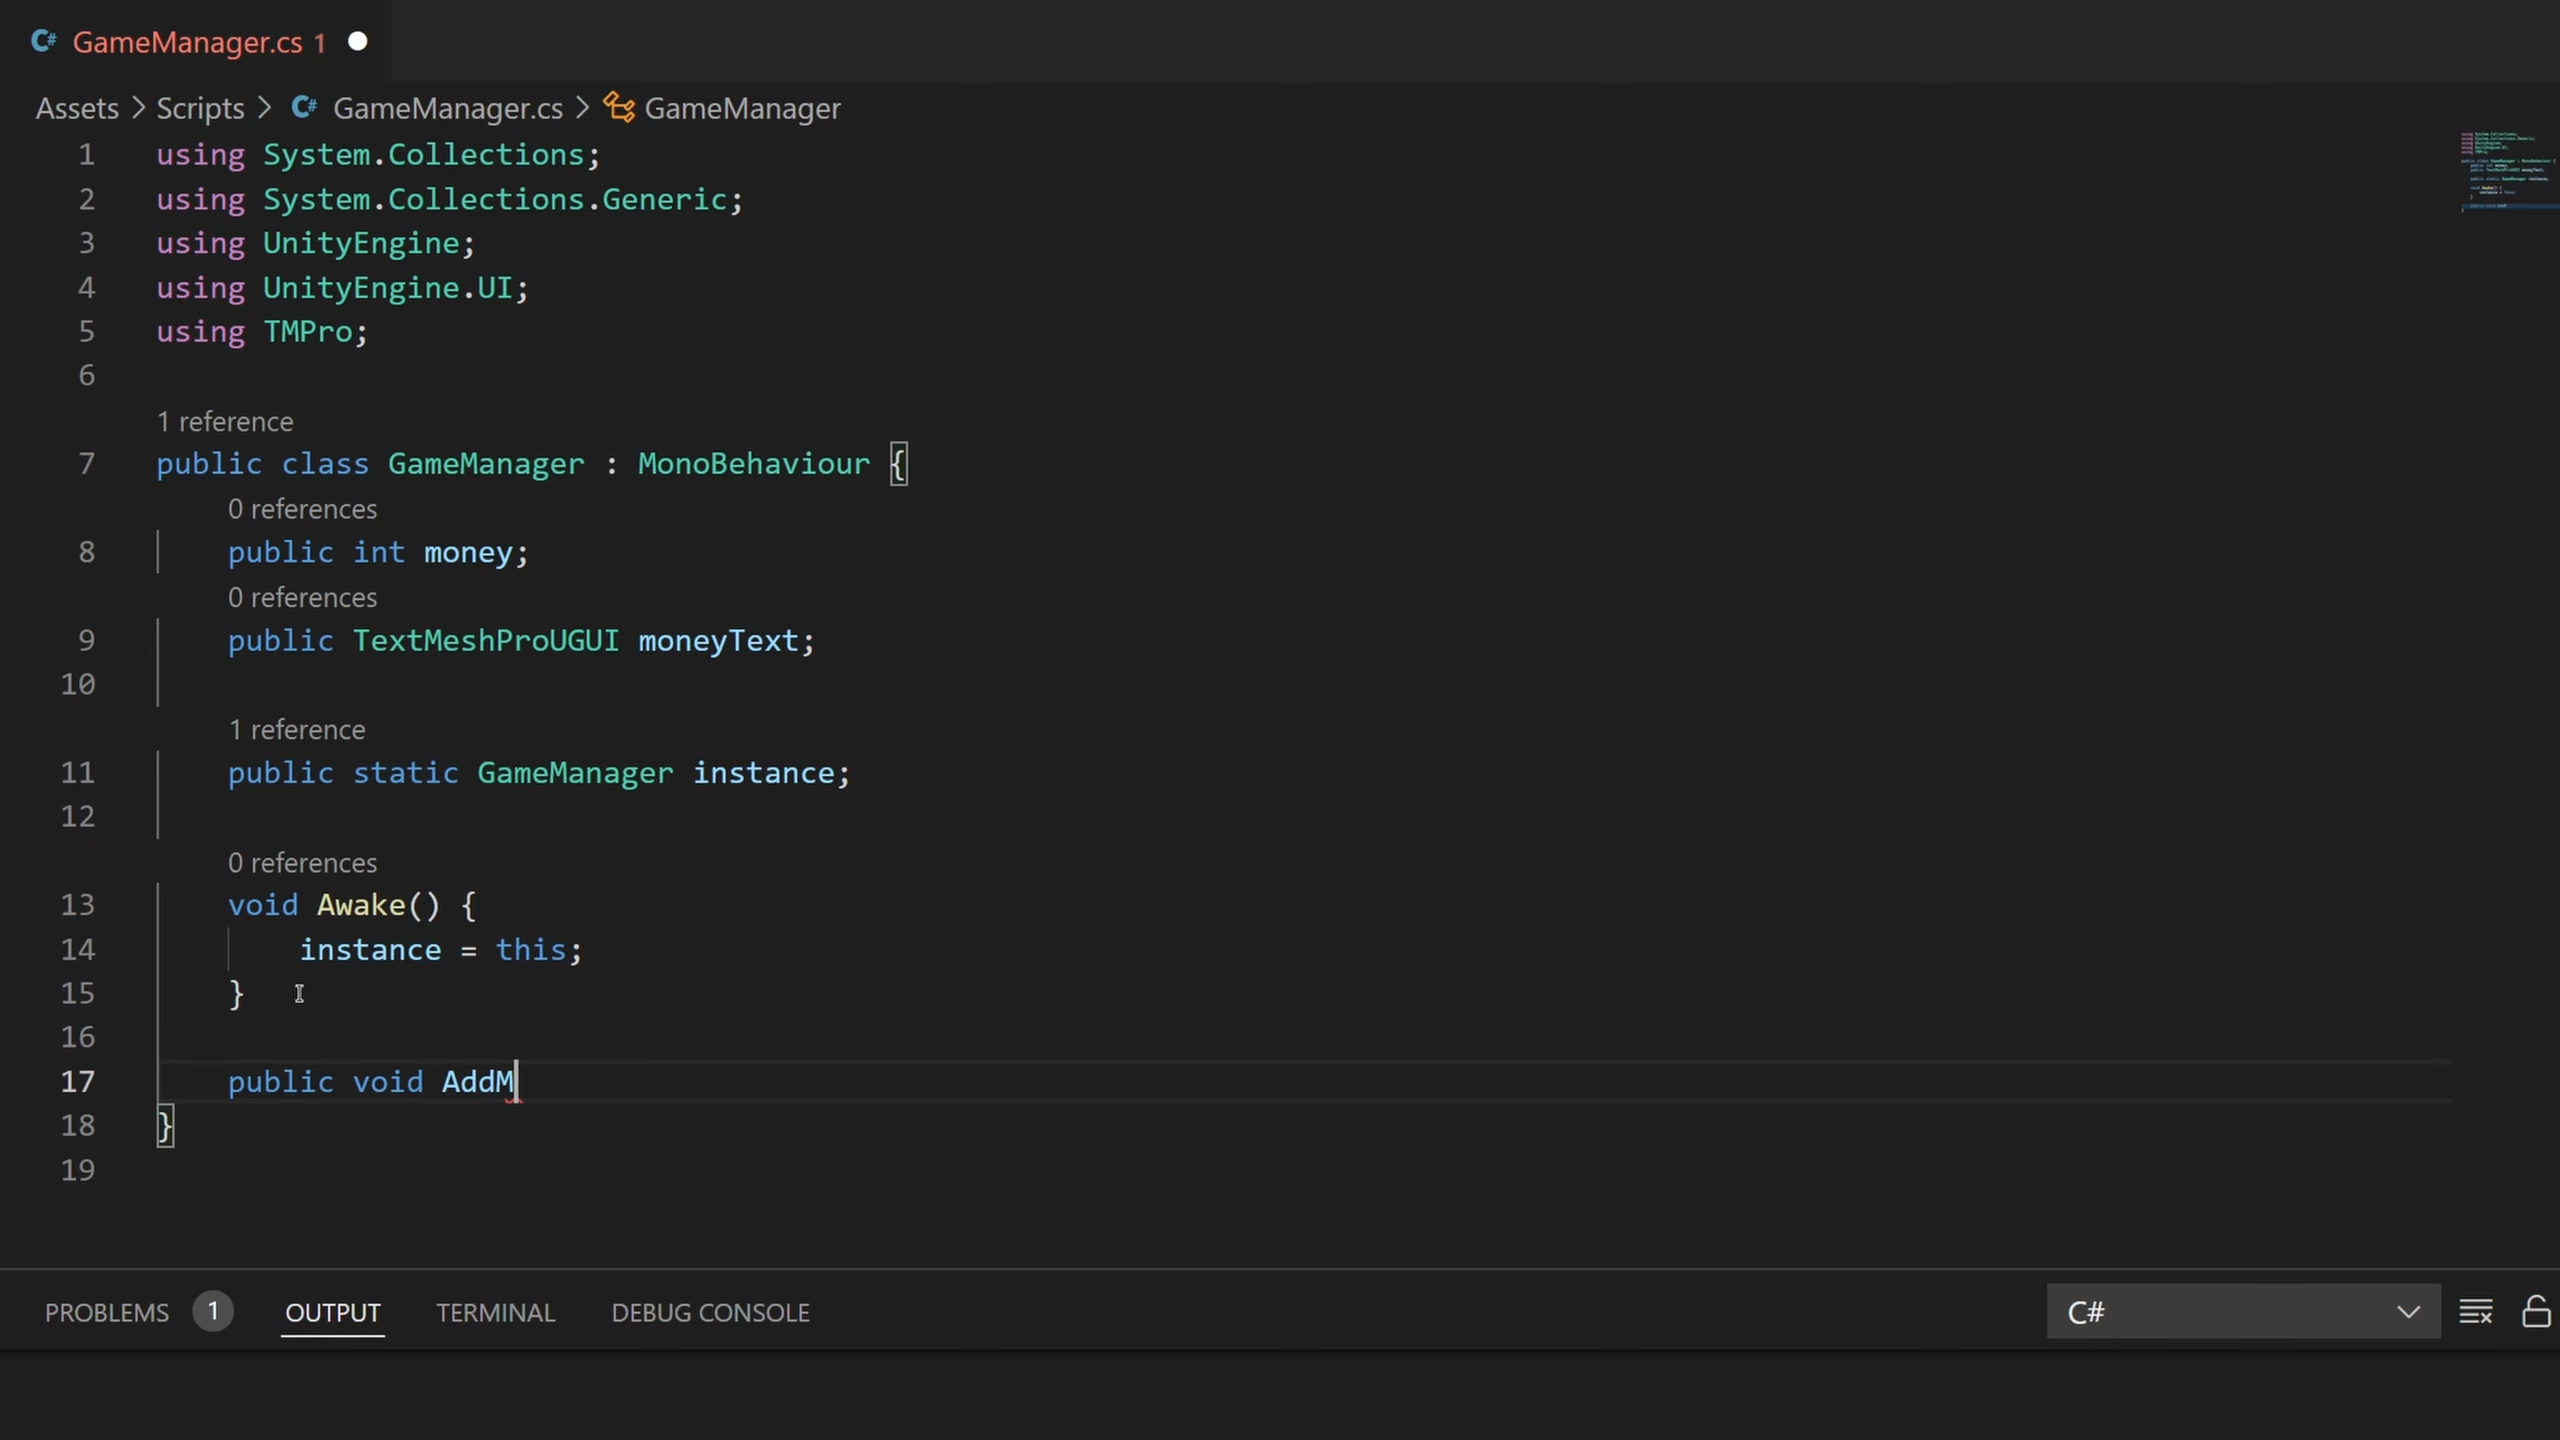 GameManager.cs 1
Assets > Scripts > GameManager.cs > GameManager
1 using System.Collections;
2 using System.Collections.Generic;
3 using UnityEngine;
4 using UnityEngine.UI;
5 using TMPro;
6
1 reference
7 public class GameManager : MonoBehaviour {
0 references
8 public int money;
0 references
9 public TextMeshProUGUI moneyText;
10
1 reference
11 public static GameManager instance;
12
0 references
13 void Awake() {
14 instance = this;
15 }
16
17 public void AddM
18 }
19
PROBLEMS 1 OUTPUT TERMINAL DEBUG CONSOLE C#